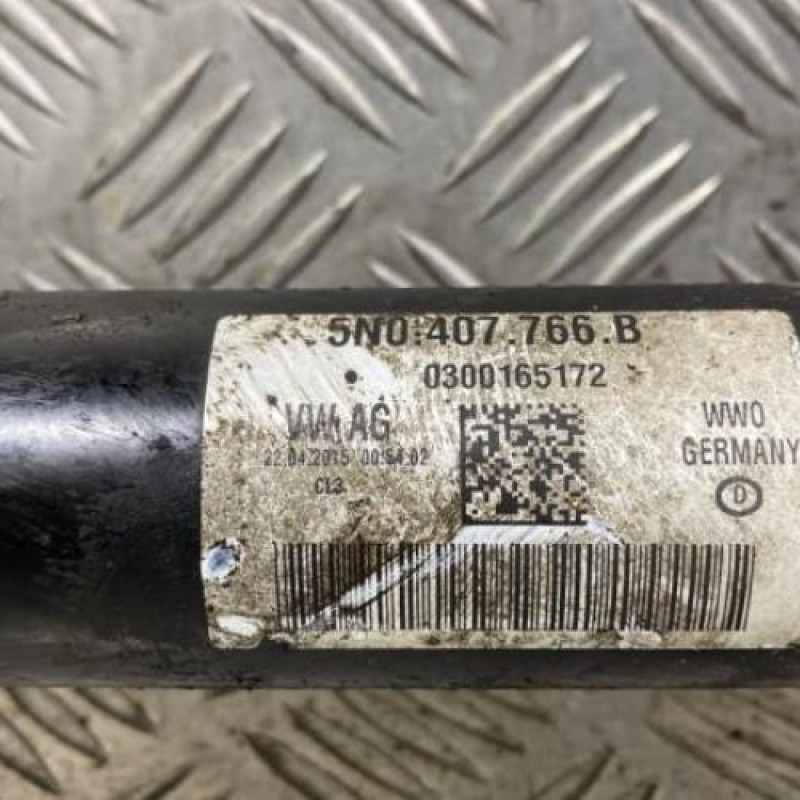 5N0.407.766.B
0300165172
VW AG
22.04.2015 00:54:02
CL3
WWO
GERMANY
D